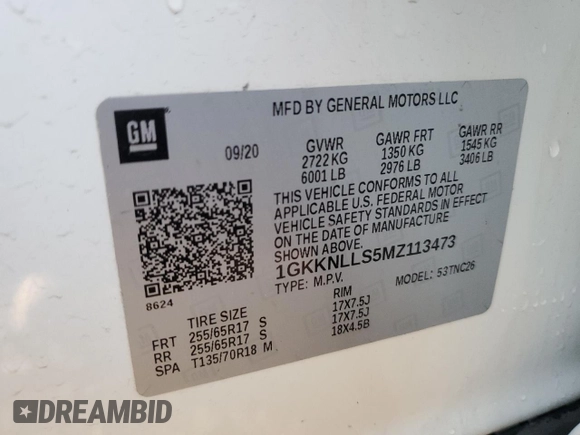 MFD BY GENERAL MOTORS LLC
GM
09/20
GVWR GAWR FRT GAWR RR
2722 KG 1350 KG 1545 KG
6001 LB 2976 LB 3406 LB
THIS VEHICLE CONFORMS TO ALL
APPLICABLE U.S. FEDERAL MOTOR
VEHICLE SAFETY STANDARDS IN EFFECT
ON THE DATE OF MANUFACTURE
SHOWN ABOVE.
1GKKNLLS5MZ113473
TYPE: M.P.V. 53TNC26
8624
TIRE SIZE RIM
FRT 255/65R17 S 17X7.5J
RR 255/65R17 S 17X7.5J
SPA T135/70R18 M 18X4.5B
DREAMBID